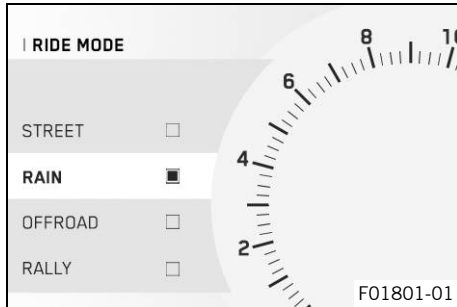 RIDE MODE
STREET
RAIN
OFFROAD
RALLY
2
4
6
8
F01801-01